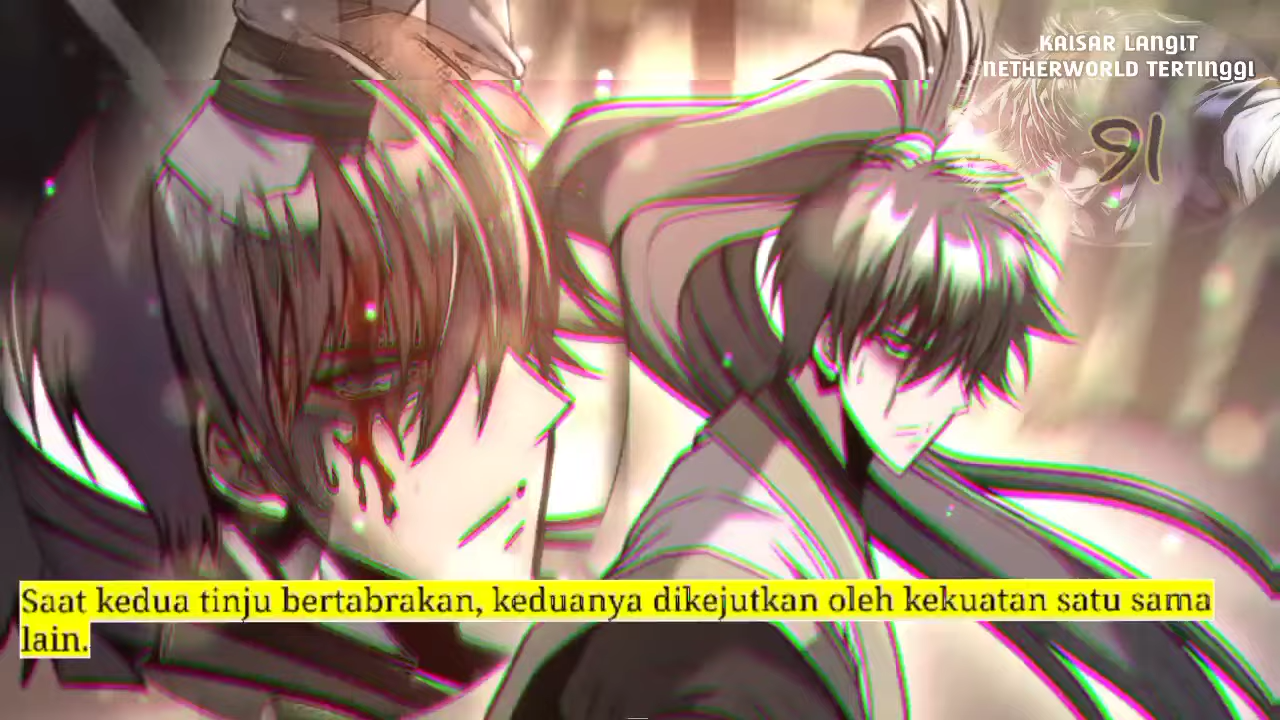 KAISAR LANGIT
NETHERWORLD TERTINGGI
91
Saat kedua tinju bertabrakan, keduanya dikejutkan oleh kekuatan satu sama
lain.